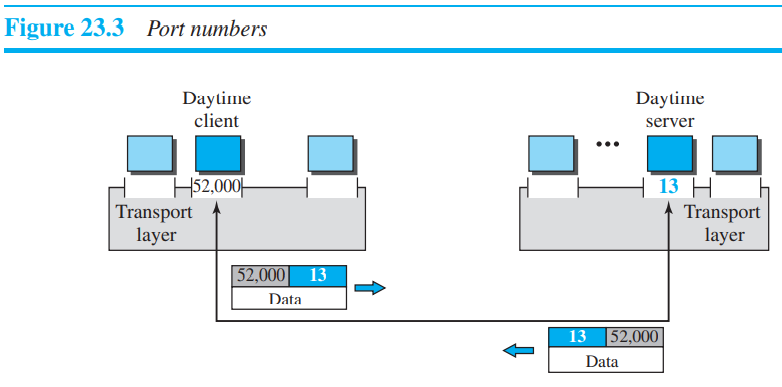 Figure 23.3 Port numbers
Daytime
client
Daytime
server
...
52,000
13
Transport
layer
Transport
layer
52,000 13
Data
13 52,000
Data